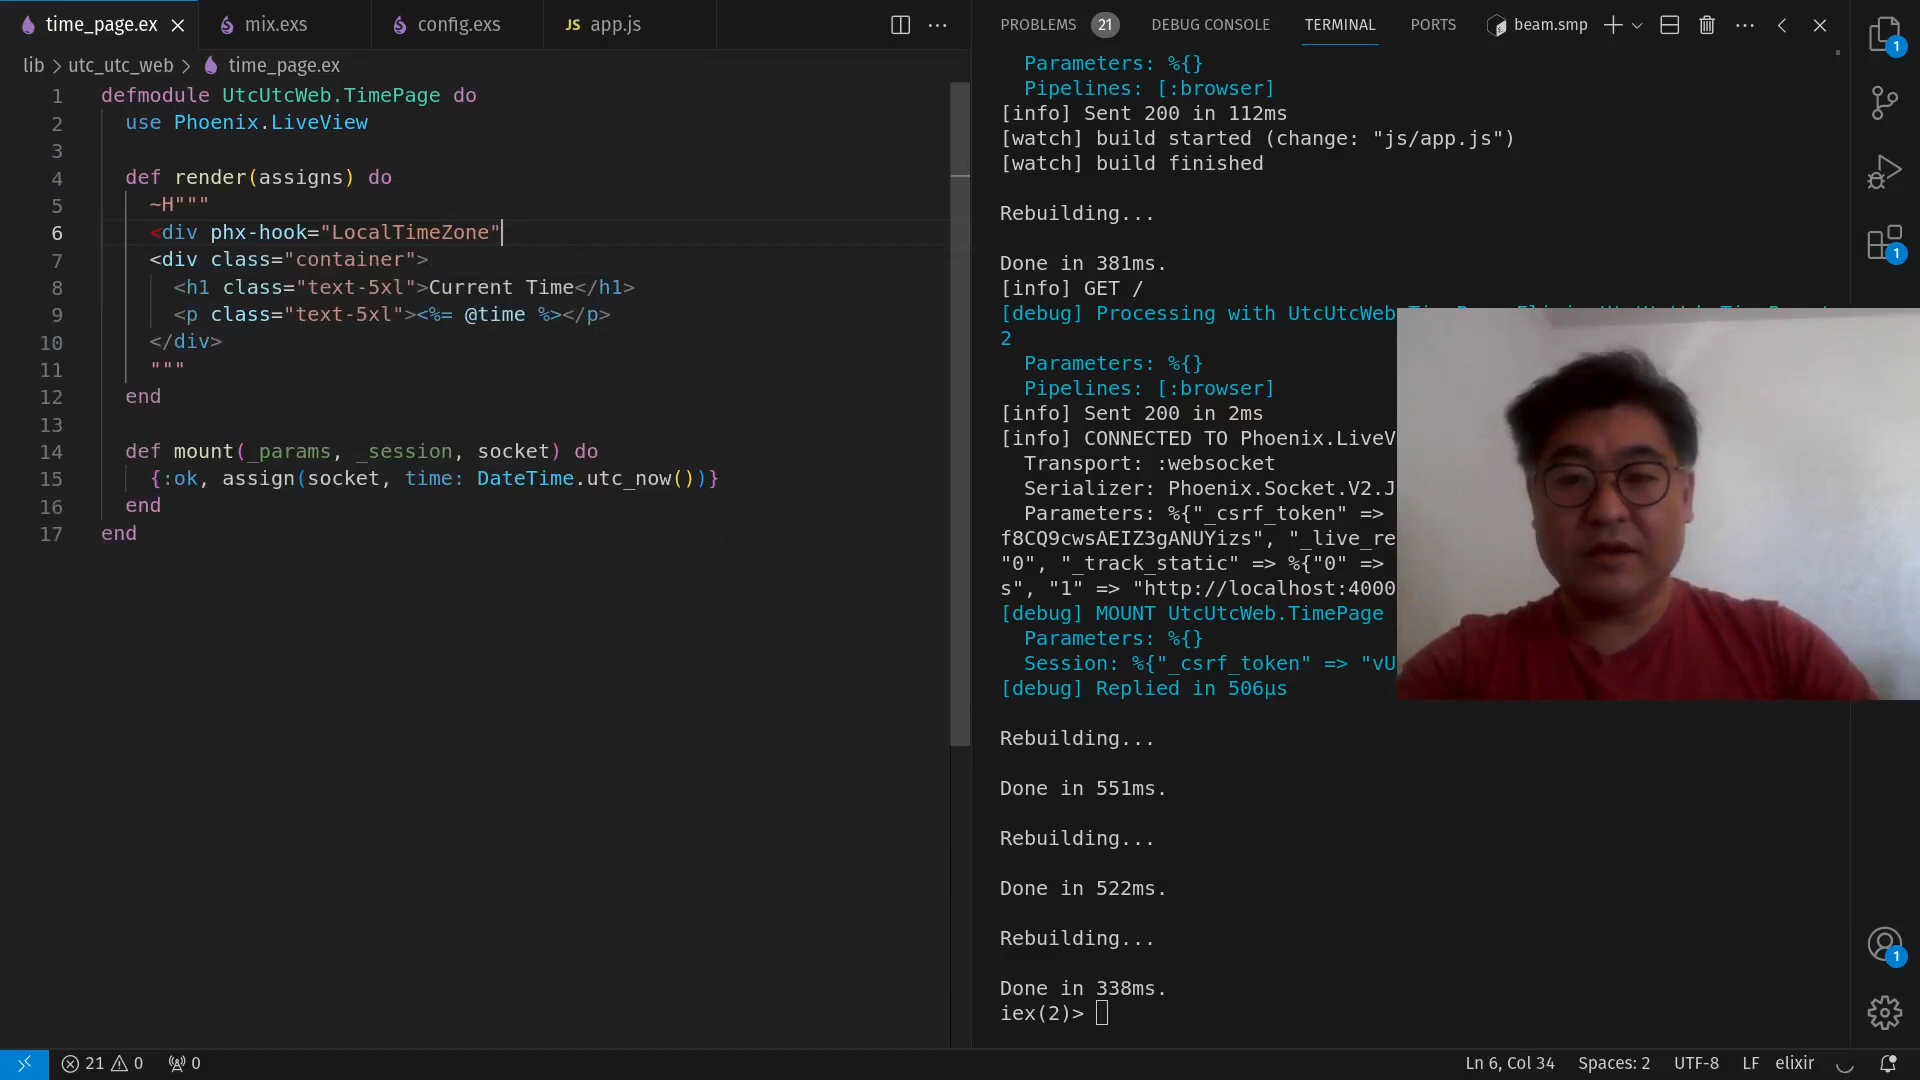 time_page.ex
mix.exs
config.exs
JS app.js
lib > utc_utc_web > time_page.ex
1 defmodule UtcUtcWeb.TimePage do
2 use Phoenix.LiveView
3
4 def render(assigns) do
5 ~H"""
6 <div phx-hook="LocalTimeZone"
7 <div class="container">
8 <h1 class="text-5xl">Current Time</h1>
9 <p class="text-5xl"><%= @time %></p>
10 </div>
11 """
12 end
13
14 def mount(_params, _session, socket) do
15 {:ok, assign(socket, time: DateTime.utc_now())}
16 end
17 end
PROBLEMS 21 DEBUG CONSOLE TERMINAL PORTS beam.smp
Parameters: %{}
Pipelines: [:browser]
[info] Sent 200 in 112ms
[watch] build started (change: "js/app.js")
[watch] build finished
Rebuilding...
Done in 381ms.
[info] GET /
[debug] Processing with UtcUtcWeb
2
Parameters: %{}
Pipelines: [:browser]
[info] Sent 200 in 2ms
[info] CONNECTED TO Phoenix.LiveV
Transport: :websocket
Serializer: Phoenix.Socket.V2.J
Parameters: %{"_csrf_token" =>
f8CQ9cwsAEIZ3gANUYizs", "_live_re
"0", "_track_static" => %{"0" =>
s", "1" => "http://localhost:4000
[debug] MOUNT UtcUtcWeb.TimePage
Parameters: %{}
Session: %{"_csrf_token" => "vU
[debug] Replied in 506µs
Rebuilding...
Done in 551ms.
Rebuilding...
Done in 522ms.
Rebuilding...
Done in 338ms.
iex(2)>
1
1
1
21 0 0
Ln 6, Col 34 Spaces: 2 UTF-8 LF elixir